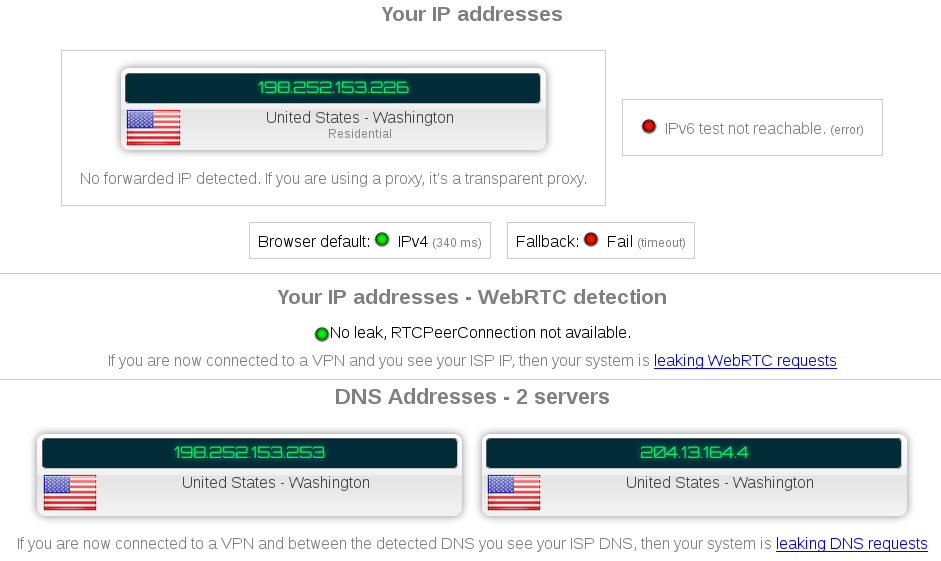 Your IP addresses
198.252.153.226
United States - Washington
Residential
No forwarded IP detected. If you are using a proxy, it's a transparent proxy.
IPv6 test not reachable. (error)
Browser default: IPv4 (340 ms)
Fallback: Fail (timeout)
Your IP addresses - WebRTC detection
No leak, RTCPeerConnection not available.
If you are now connected to a VPN and you see your ISP IP, then your system is leaking WebRTC requests
DNS Addresses - 2 servers
198.252.153.253
United States - Washington
204.13.164.4
United States - Washington
If you are now connected to a VPN and between the detected DNS you see your ISP DNS, then your system is leaking DNS requests